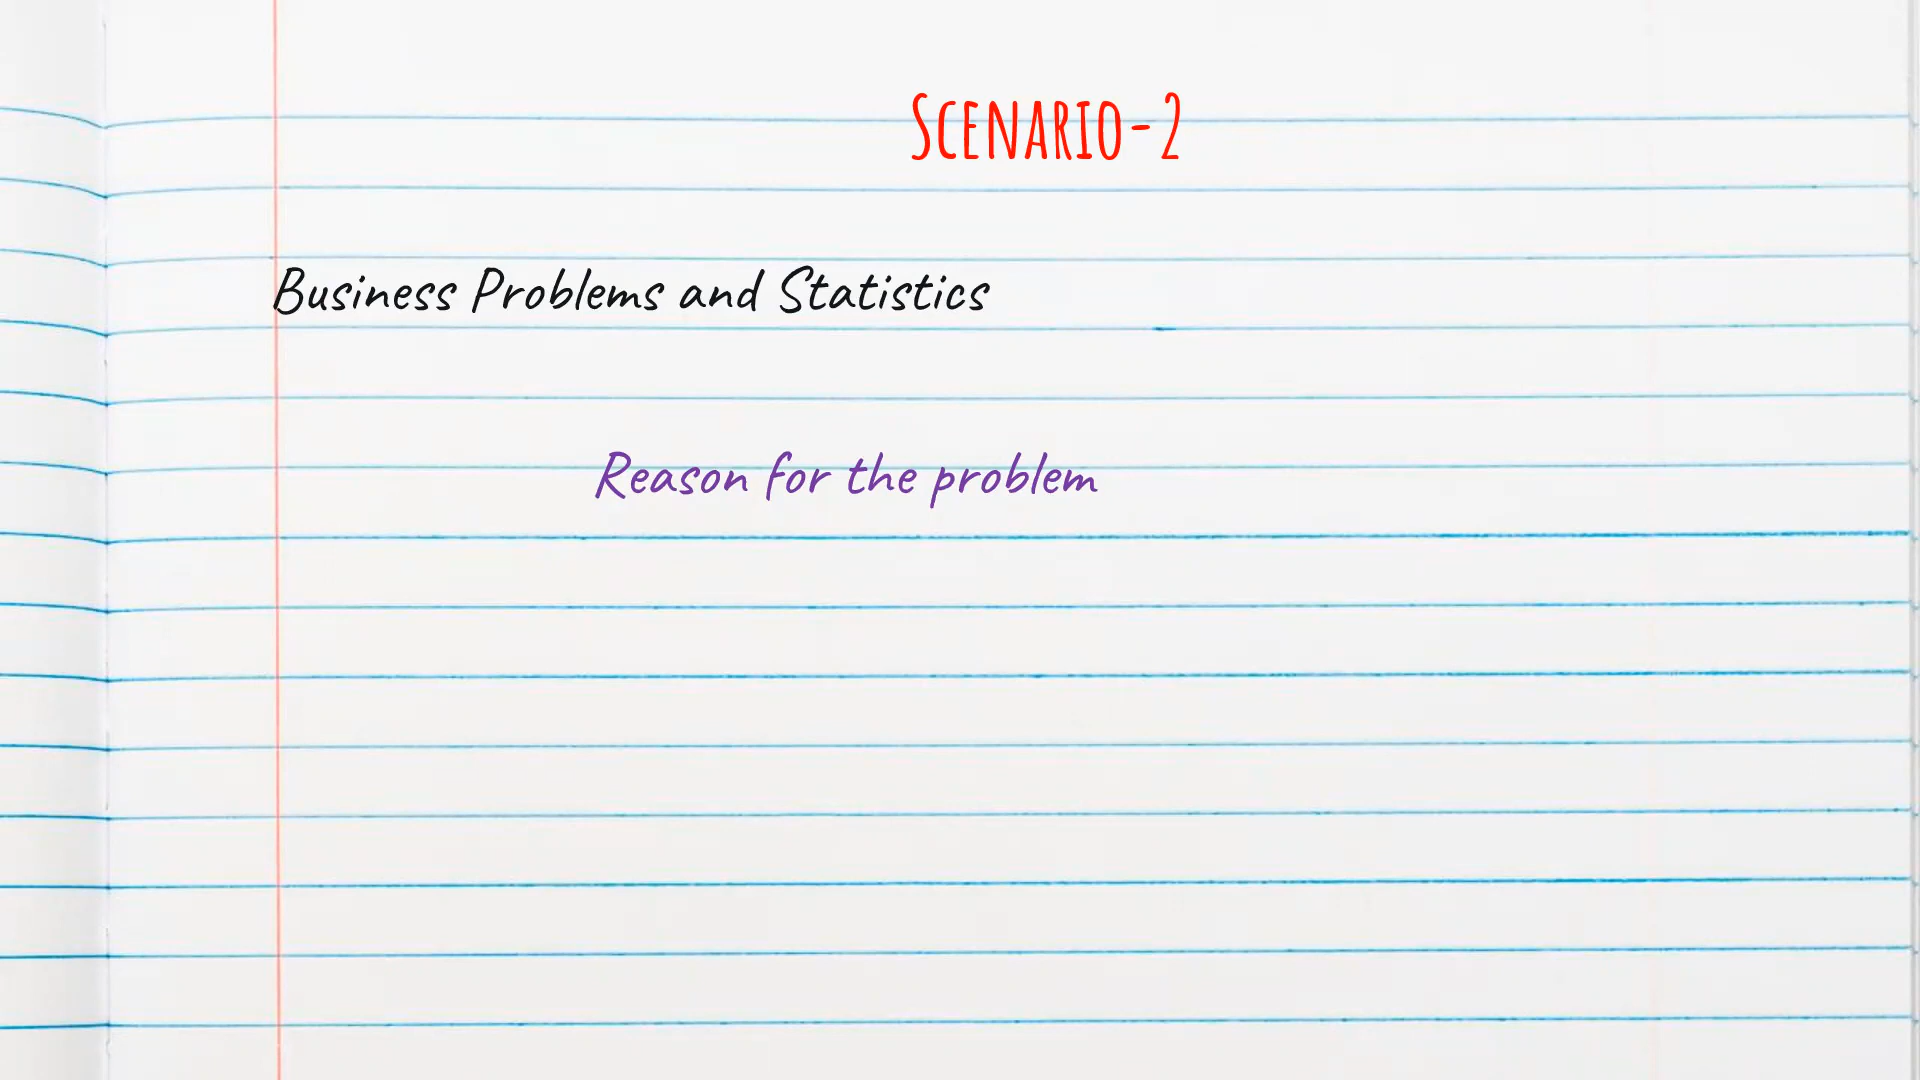 Scenario-2
Business Problems and Statistics
Reason for the problem